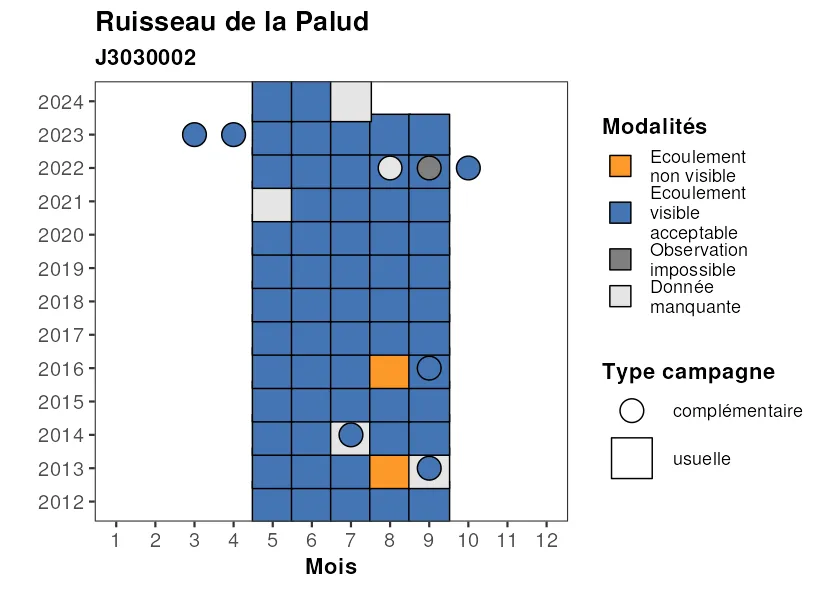 Ruisseau de la Palud
J3030002
2024
2023
2022
2021
2020
2019
2018
2017
2016
2015
2014
2013
2012
1 2 3 4 5 6 7 8 9 10 11 12
Mois
Modalités
Ecoulement
non visible
Ecoulement
visible
acceptable
Observation
impossible
Donnée
manquante
Type campagne
complémentaire
usuelle